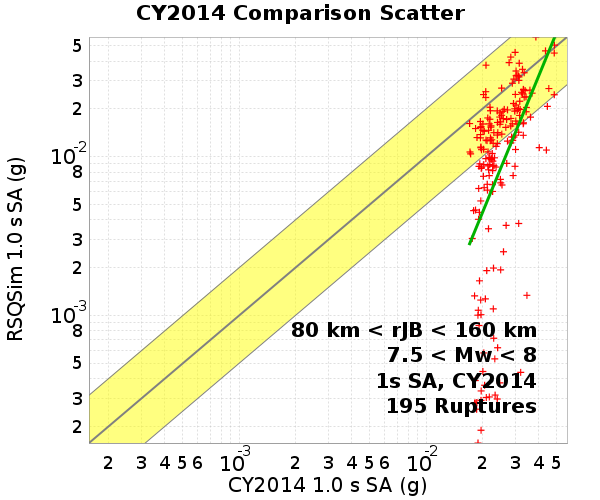 CY2014 Comparison Scatter
RSQSim 1.0 s SA (g)
5
3
2
10-2
8
5
3
2
10-3
8
5
3
2
80 km < rJB < 160 km
7.5 < Mw < 8
1s SA, CY2014
195 Ruptures
2 3 4 5 6 10-3 2 3 4 5 6 10-2 2 3 4 5
CY2014 1.0 s SA (g)